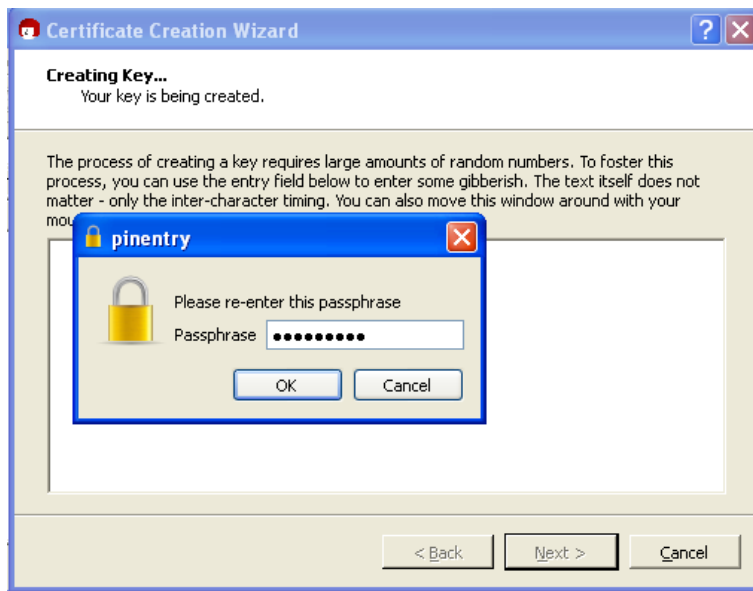 Certificate Creation Wizard
Creating Key...
Your key is being created.
The process of creating a key requires large amounts of random numbers. To foster this
process, you can use the entry field below to enter some gibberish. The text itself does not
matter - only the inter-character timing. You can also move this window around with your
pinentry
Please re-enter this passphrase
Passphrase
OK
Cancel
< Back
Next >
Cancel